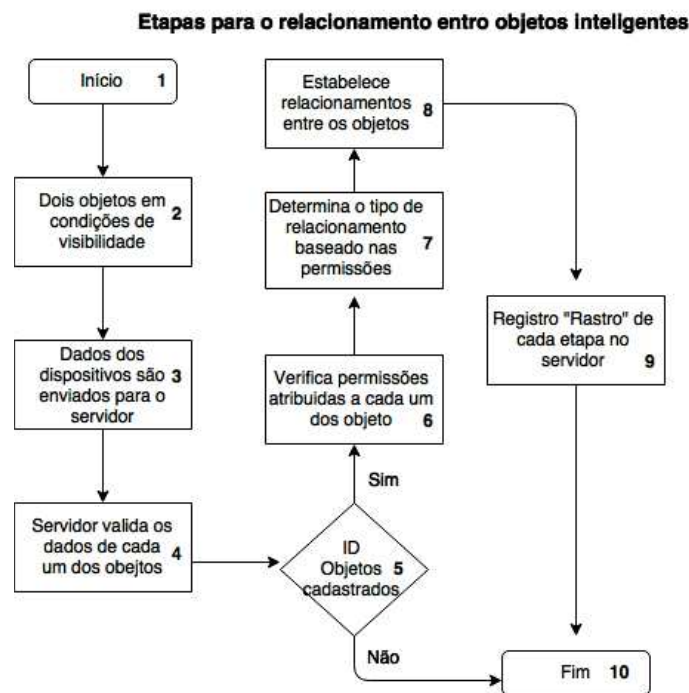 Etapas para o relacionamento entre objetos inteligentes
Início 1
Dois objetos em
condições de 2
visibilidade
Dados dos
dispositivos são 3
enviados para o
servidor
Servidor valida os
dados de cada 4
um dos obejtos
ID
Objetos 5
cadastrados
Sim
Não
Verifica permissões
atribuidas a cada um
dos objeto 6
Determina o tipo de
relacionamento
baseado nas 7
permissões
Estabelece
relacionamentos
entre os objetos 8
Registro "Rastro" de
cada etapa no
servidor 9
Fim 10